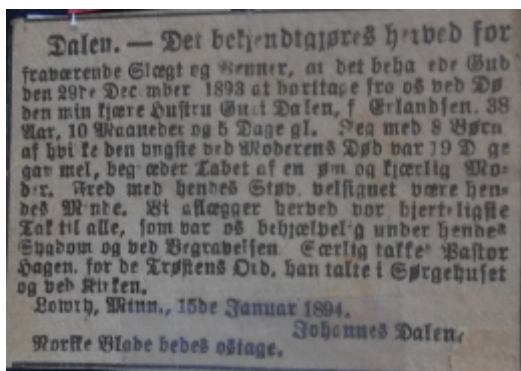 Dalen. — Det bekjendtgjøres herved for
fraværende Slægt og Venner, at det behagede Gud
den 29de December 1893 at borttage fra os ved Dø-
den min kjære Hustru Guri Dalen, f. Erlandsen, 38
Aar, 10 Maaneder og 5 Dage gl. Jeg med 8 Børn,
af hvilke den yngste ved Moderens Død var 19 Dage
gammel, begræder Tabet af en øm og kjærlig Mo-
der. Fred med hendes Støv, velsignet være hen-
des Minde. Vi aflægger herved vor hjerteligste
Tak til alle, som var os behjælpelig under hendes
Sygdom og ved Begravelsen. Særlig takkes Pastor
Hagen for de Trøstens Ord, han talte i Sørgehuset
og ved Kirken.
Lowry, Minn., 15de Januar 1894.
Johannes Dalen.
Norske Blade bedes optage.